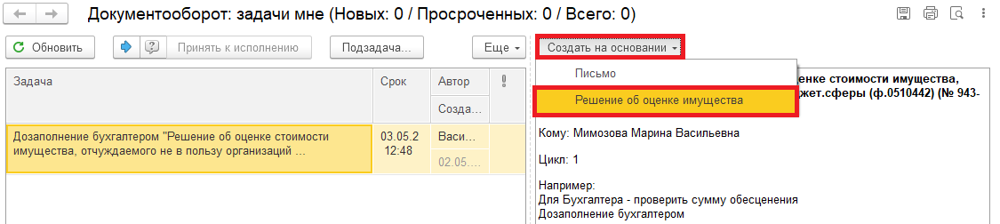 Документооборот: задачи мне (Новых: 0 / Просроченных: 0 / Всего: 0)
Обновить
Принять к исполнению
Подзадача...
Еще
Создать на основании
Письмо
Решение об оценке имущества
Задача
Срок
Автор
Созда...
Дозаполнение бухгалтером "Решение об оценке стоимости
имущества, отчуждаемого не в пользу организаций ...
03.05.2
12:48
Васи...
02.05....
енке стоимости имущества,
жет.сферы (ф.0510442) (№ 943-
Кому: Мимозова Марина Васильевна
Цикл: 1
Например:
Для Бухгалтера - проверить сумму обесценения
Дозаполнение бухгалтером